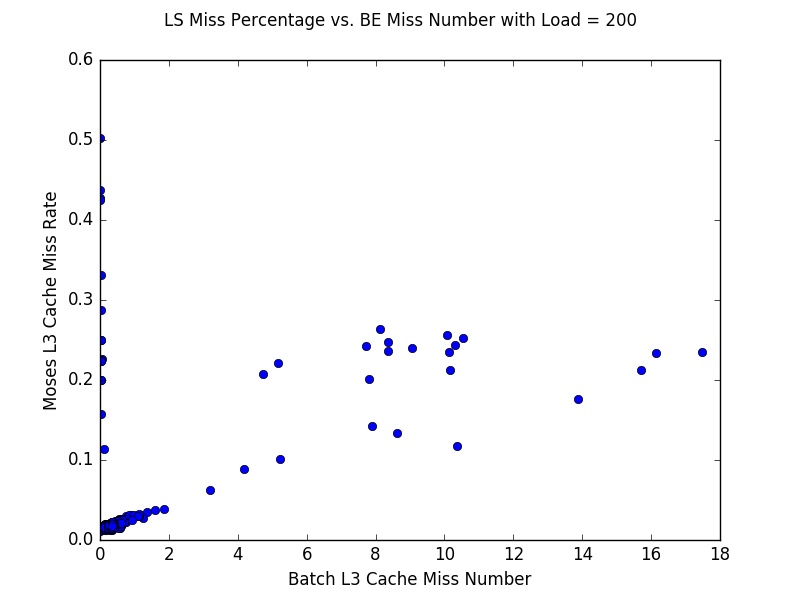 LS Miss Percentage vs. BE Miss Number with Load = 200
0.6
0.5
0.4
0.3
0.2
0.1
0.0
Moses L3 Cache Miss Rate
0 2 4 6 8 10 12 14 16 18
Batch L3 Cache Miss Number